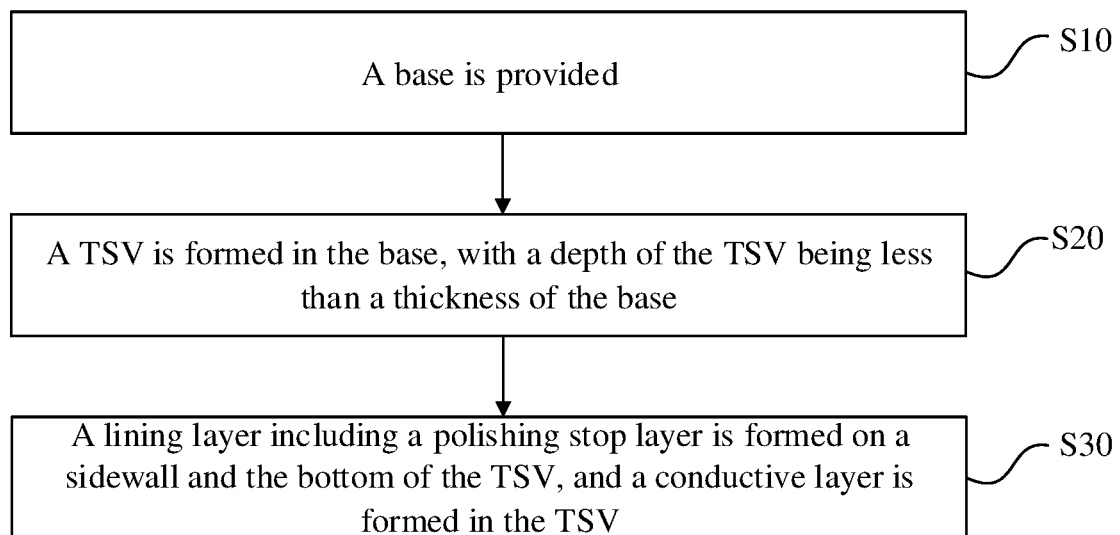 A base is provided
S10
A TSV is formed in the base, with a depth of the TSV being less
than a thickness of the base
S20
A lining layer including a polishing stop layer is formed on a
sidewall and the bottom of the TSV, and a conductive layer is
formed in the TSV
S30